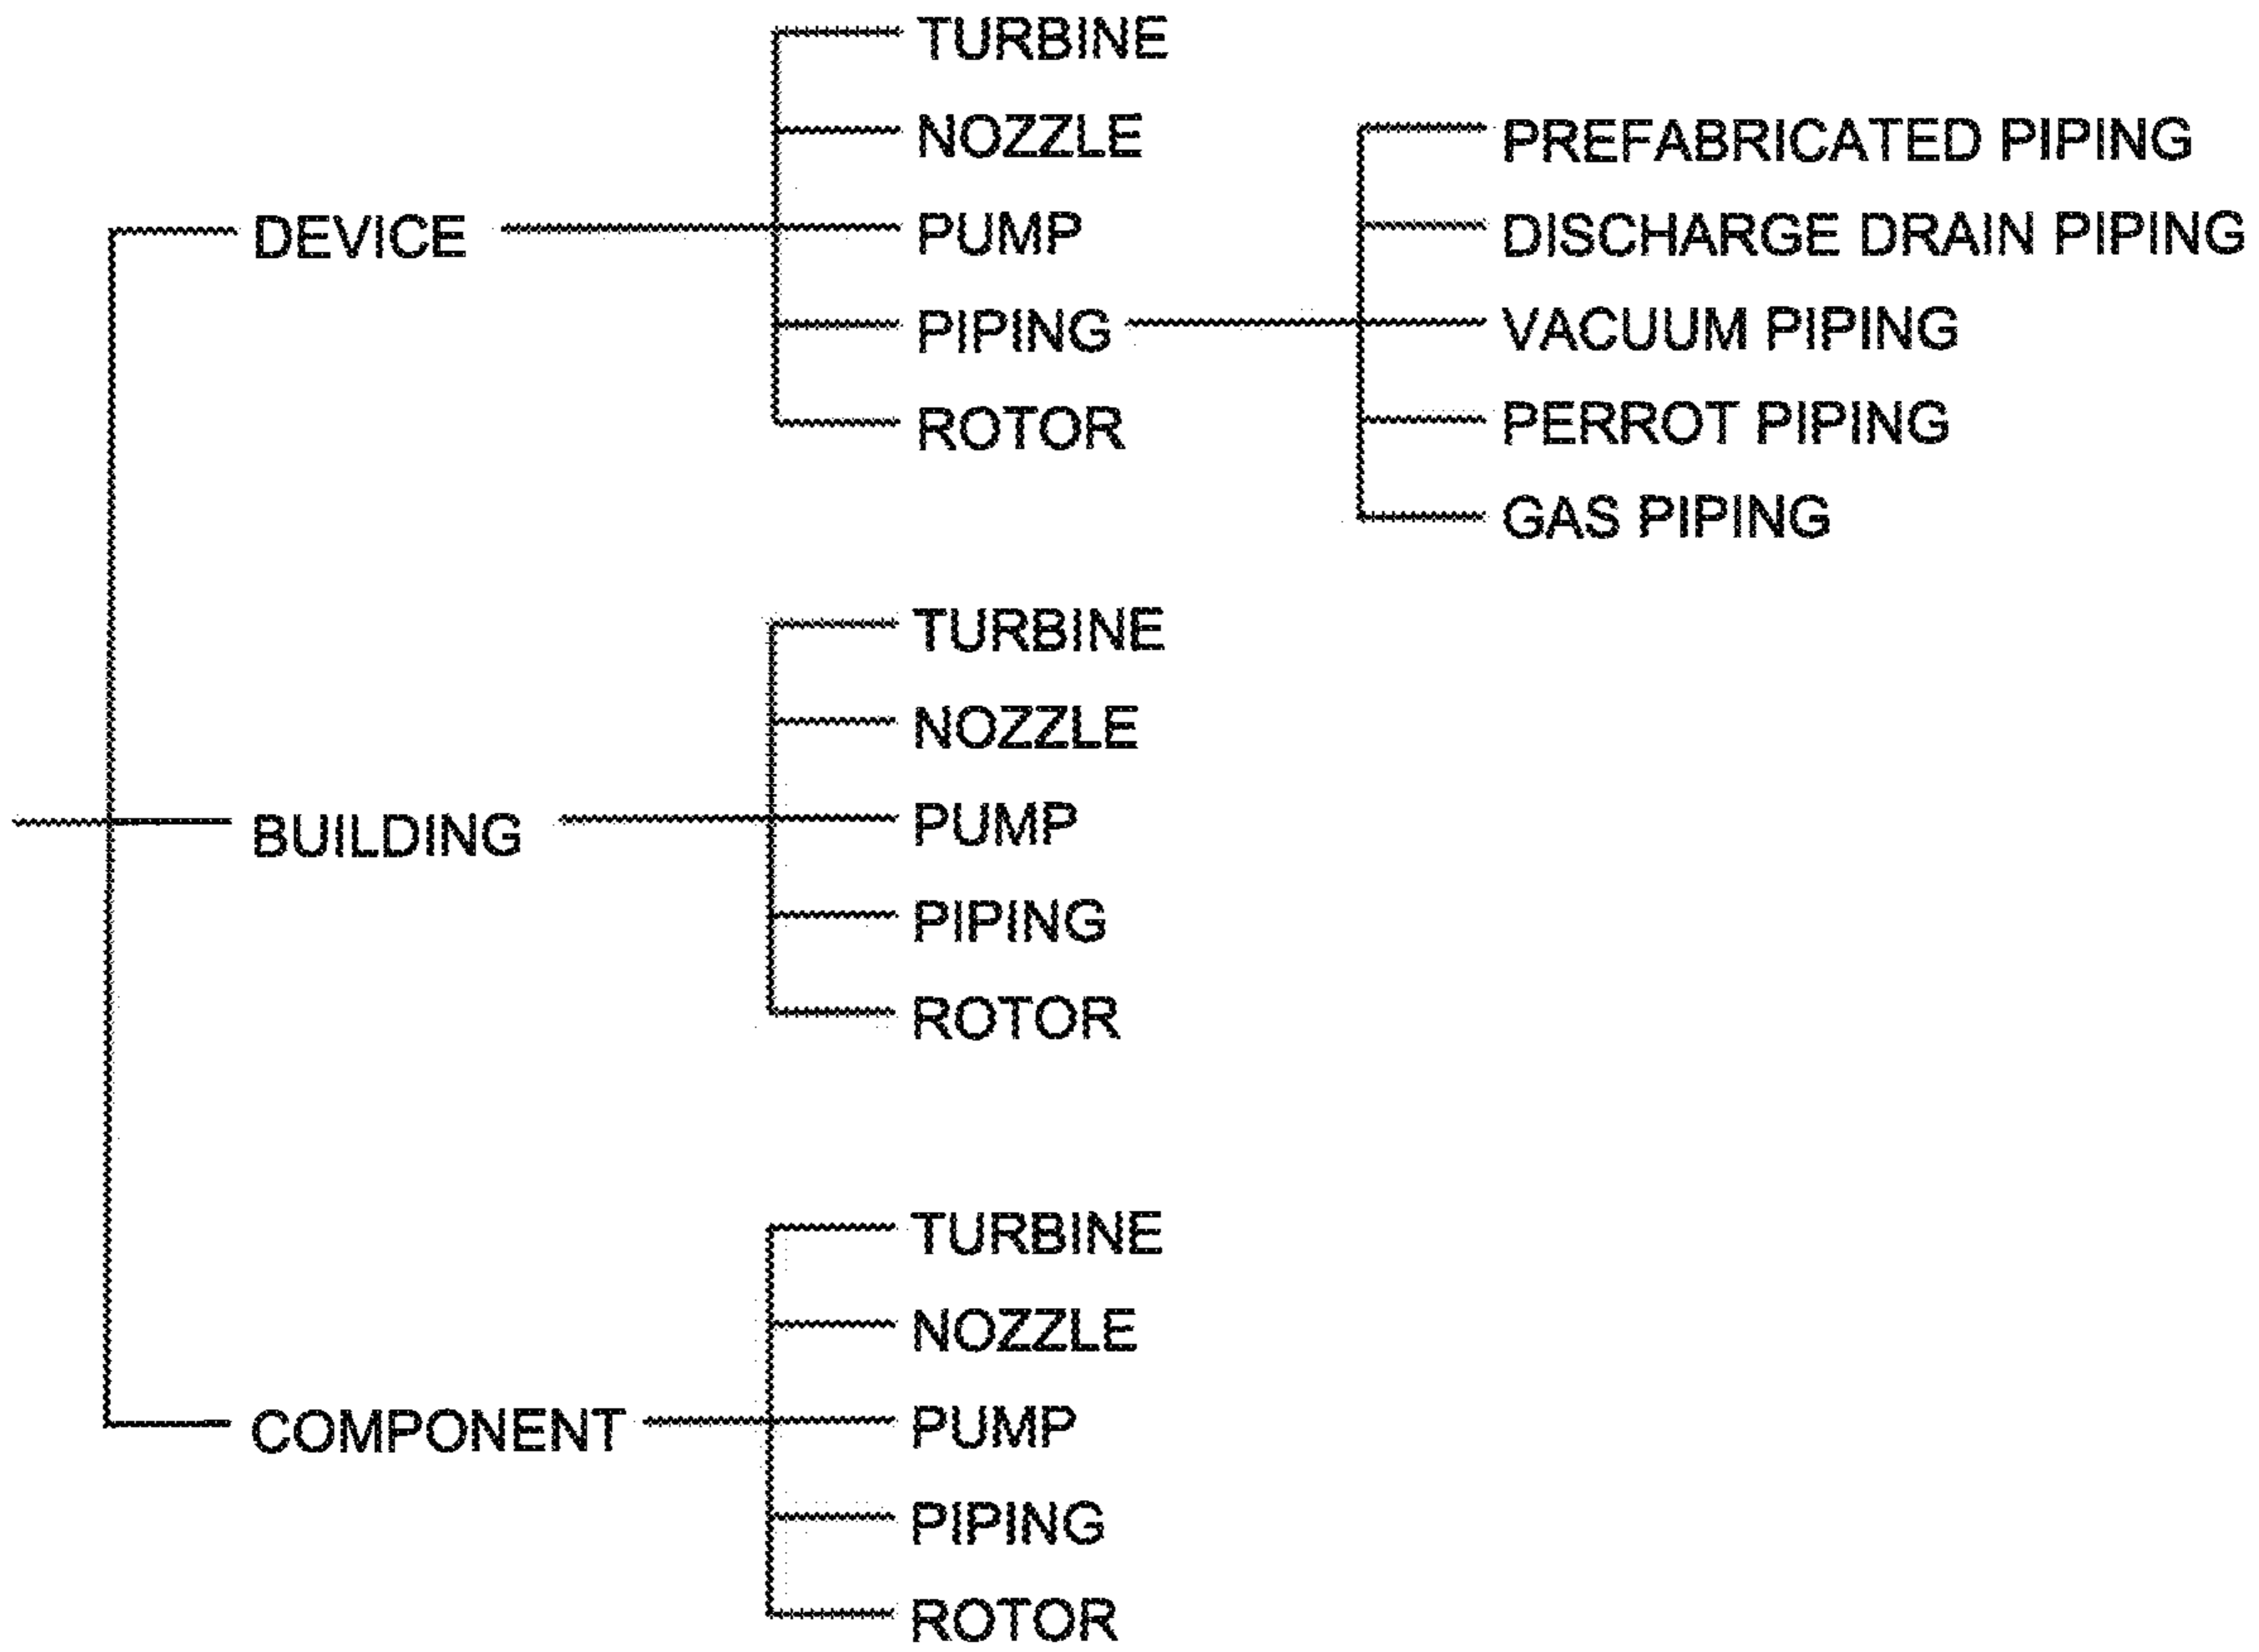 DEVICE
TURBINE
NOZZLE
PUMP
PIPING
ROTOR
PREFABRICATED PIPING
DISCHARGE DRAIN PIPING
VACUUM PIPING
PERROT PIPING
GAS PIPING
BUILDING
TURBINE
NOZZLE
PUMP
PIPING
ROTOR
COMPONENT
TURBINE
NOZZLE
PUMP
PIPING
ROTOR